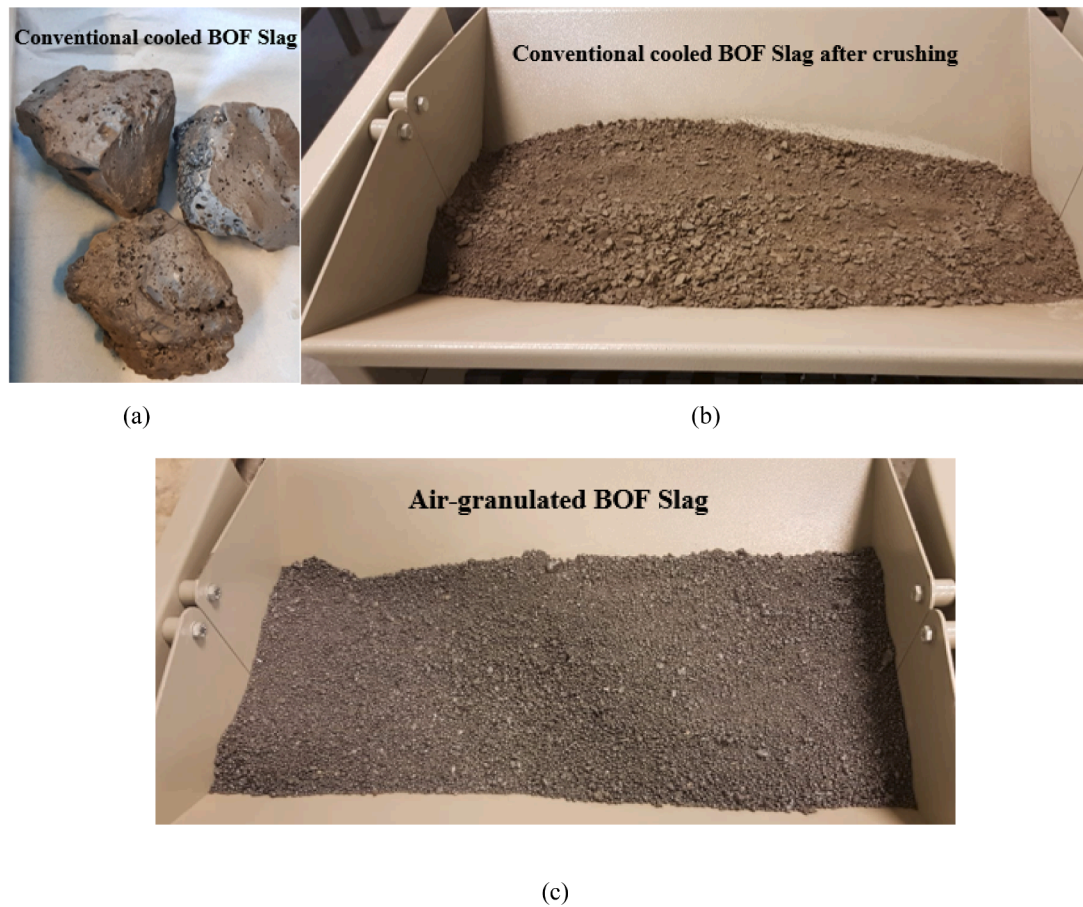 Conventional cooled BOF Slag
Conventional cooled BOF Slag after crushing
(a)
(b)
Air-granulated BOF Slag
(c)